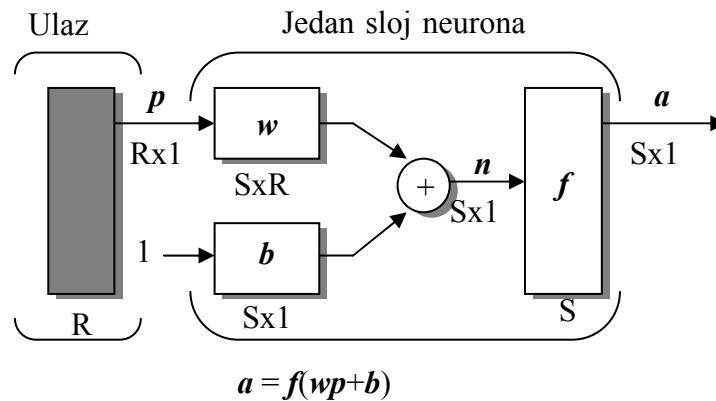 Ulaz
Jedan sloj neurona
p
Rx1
w
SxR
1
b
Sx1
+
n
Sx1
f
S
a
Sx1
R
a = f(wp+b)